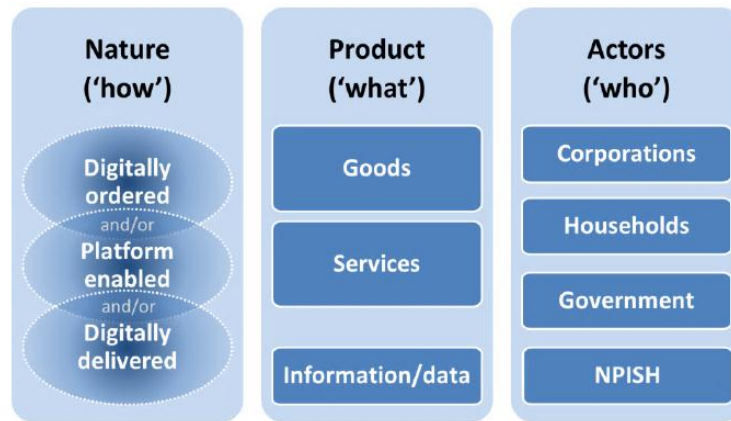 Nature
('how')
Digitally
ordered
and/or
Platform
enabled
and/or
Digitally
delivered
Product
('what')
Goods
Services
Information/data
Actors
('who')
Corporations
Households
Government
NPISH